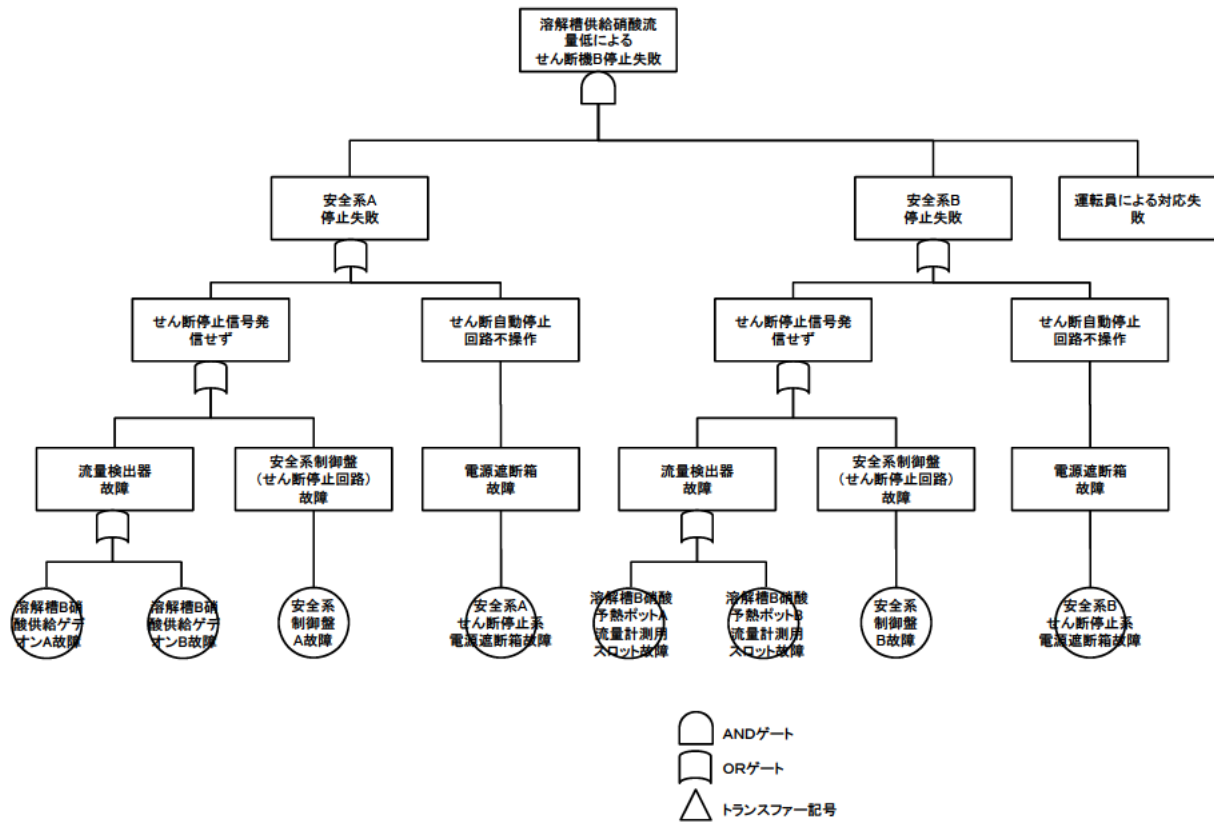 溶解槽供給硝酸流
量低による
せん断機B停止失敗
安全系A
停止失敗
安全系B
停止失敗
運転員による対応失
敗
せん断停止信号発
信せず
せん断自動停止
回路不操作
せん断停止信号発
信せず
せん断自動停止
回路不操作
流量検出器
故障
安全系制御盤
(せん断停止回路)
故障
電源遮断箱
故障
流量検出器
故障
安全系制御盤
(せん断停止回路)
故障
電源遮断箱
故障
溶解槽B硝
酸供給ゲデ
オンA故障
溶解槽B硝
酸供給ゲデ
オンB故障
安全系
制御盤
A故障
安全系A
せん断停止系
電源遮断箱故障
溶解槽B硝酸
予熱ポットA
流量計測用
スロット故障
溶解槽B硝酸
予熱ポットB
流量計測用
スロット故障
安全系
制御盤
B故障
安全系B
せん断停止系
電源遮断箱故障
ANDゲート
ORゲート
トランスファー記号